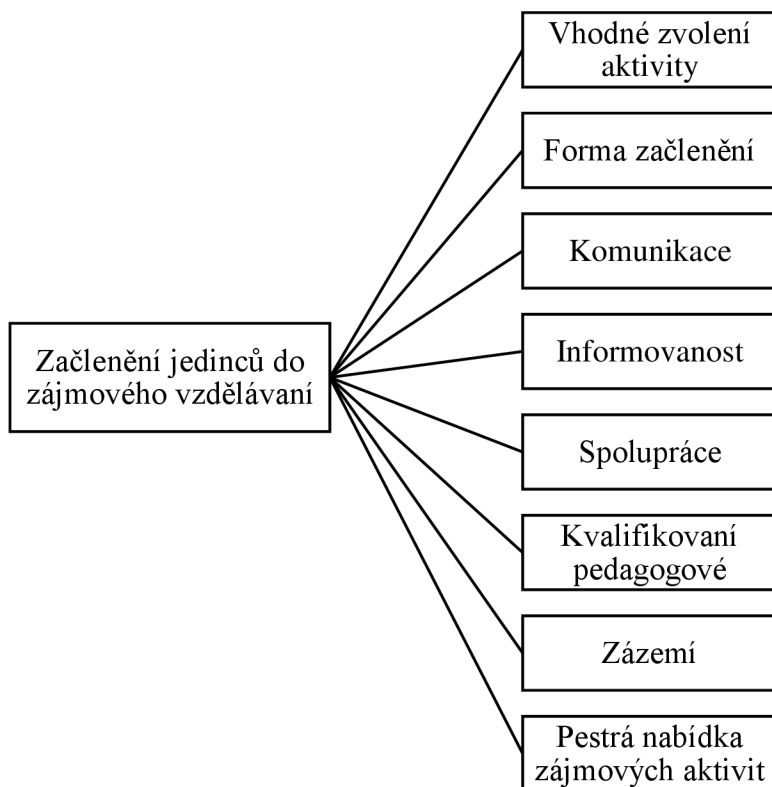 Vhodné zvolení
aktivity
Forma začlenění
Komunikace
Informovanost
Začlenění jedinců do
zájmového vzdělávaní
Spolupráce
Kvalifikovaní
pedagogové
Zázemí
Pestrá nabídka
zájmových aktivit